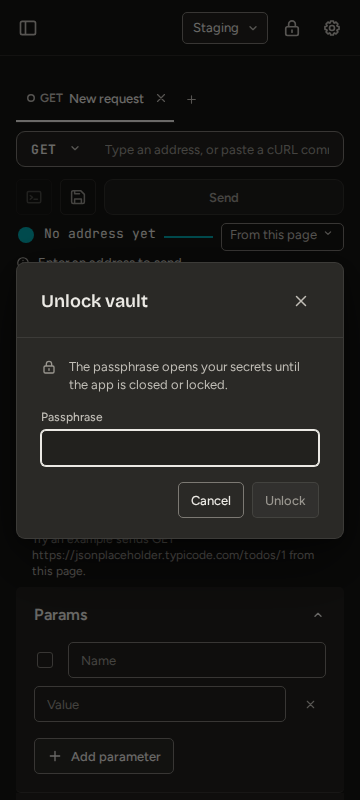 Staging
GET New request
GET
Type an address, or paste a cURL com
Send
No address yet
From this page
Enter an address to send
Unlock vault
The passphrase opens your secrets until
the app is closed or locked.
Passphrase
Cancel
Unlock
Try an example sends GET
https://jsonplaceholder.typicode.com/todos/1 from
this page.
Params
Name
Value
Add parameter